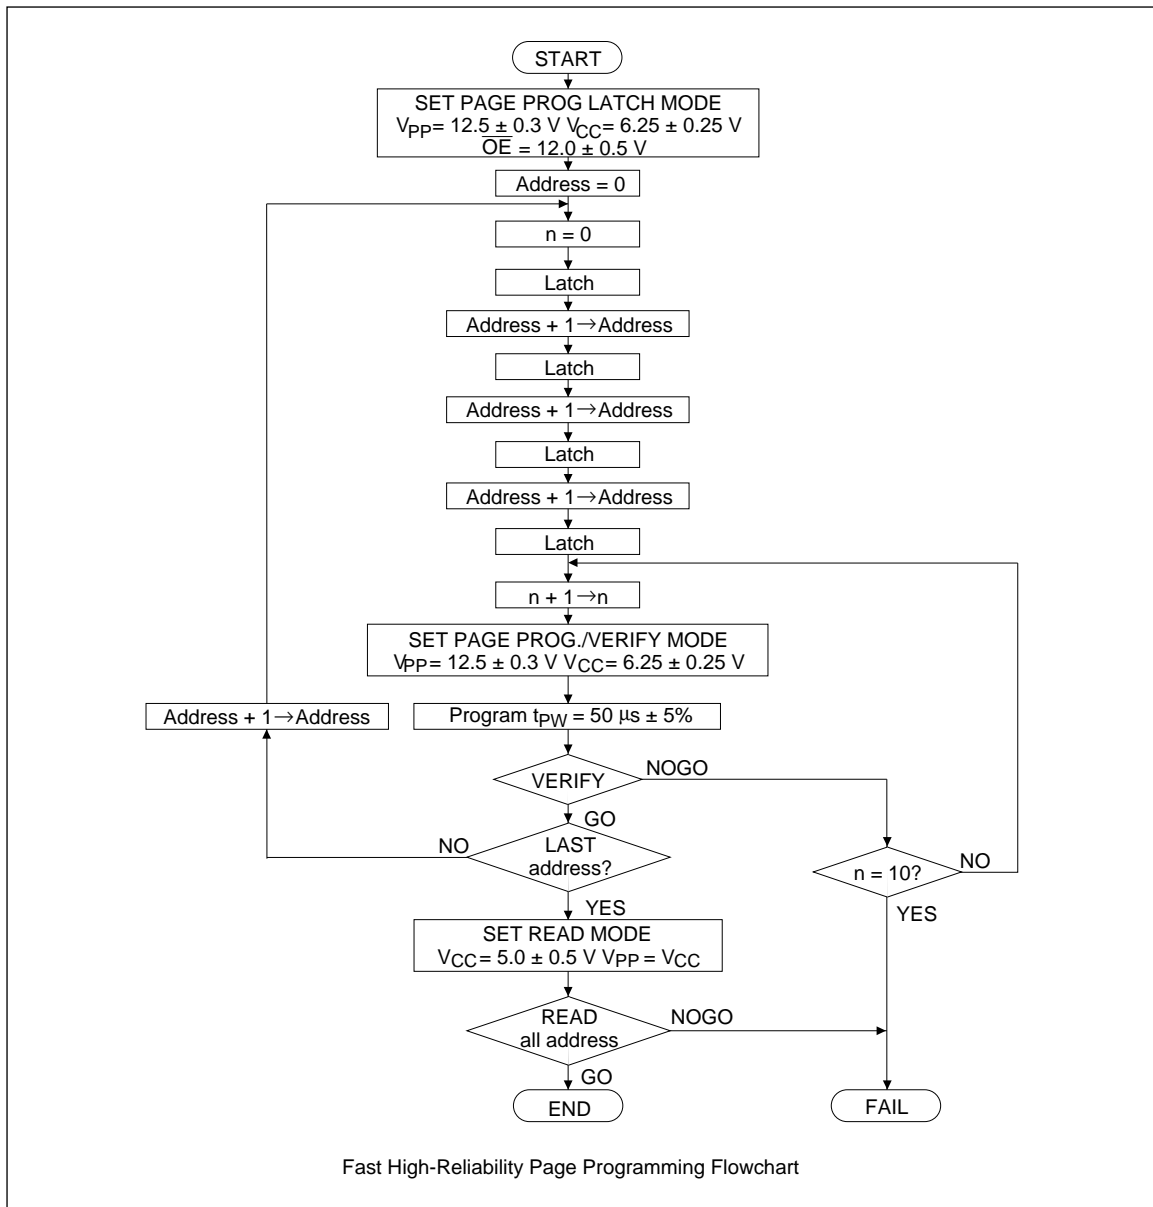 START
SET PAGE PROG LATCH MODE
VPP = 12.5 ± 0.3 V VCC = 6.25 ± 0.25 V
O̅E̅ = 12.0 ± 0.5 V
Address = 0
n = 0
Latch
Address + 1→Address
Latch
Address + 1→Address
Latch
Address + 1→Address
Latch
n + 1→n
SET PAGE PROG./VERIFY MODE
VPP = 12.5 ± 0.3 V VCC = 6.25 ± 0.25 V
Address + 1→Address
Program tPW = 50 μs ± 5%
VERIFY
NOGO
GO
NO
LAST
address?
n = 10?
NO
YES
YES
SET READ MODE
VCC = 5.0 ± 0.5 V VPP = VCC
READ
all address
NOGO
GO
END
FAIL
Fast High-Reliability Page Programming Flowchart